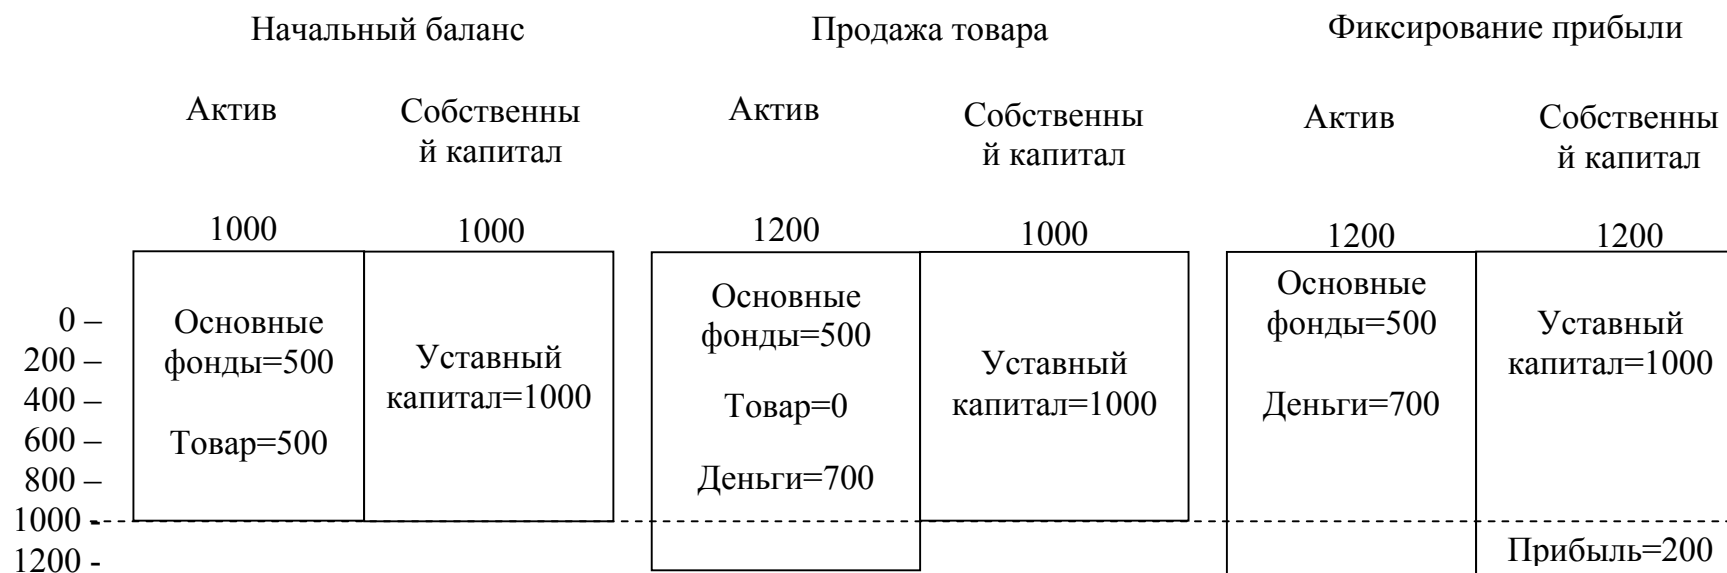 Начальный баланс
Продажа товара
Фиксирование прибыли
Актив
Собственны
й капитал
Актив
Собственны
й капитал
Актив
Собственны
й капитал
1000
1000
1200
1000
1200
1200
0 –
200 –
400 –
600 –
800 –
1000 -
1200 -
Основные
фонды=500
Товар=500
Уставный
капитал=1000
Основные
фонды=500
Товар=0
Деньги=700
Уставный
капитал=1000
Основные
фонды=500
Деньги=700
Уставный
капитал=1000
Прибыль=200